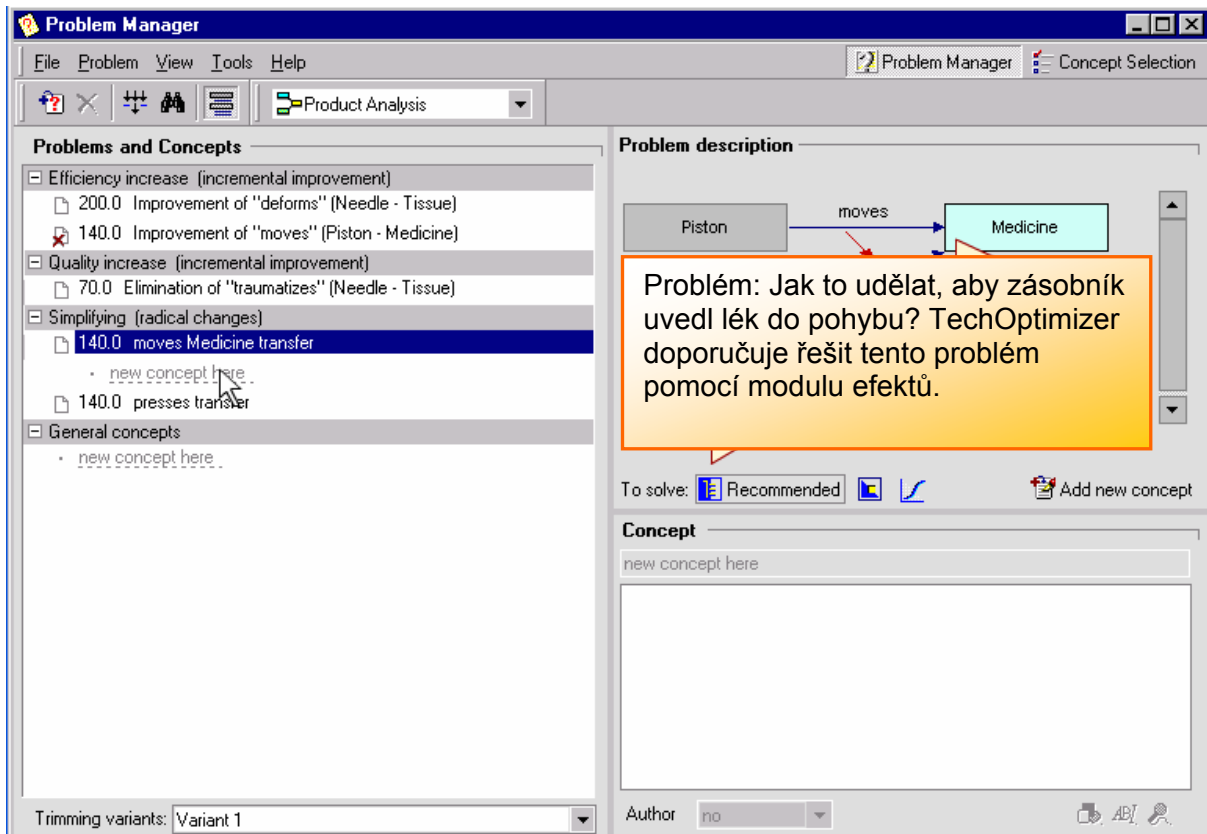 Problem Manager
File Problem View Tools Help
Problem Manager Concept Selection
Product Analysis
Problems and Concepts
Efficiency increase (incremental improvement)
200.0 Improvement of "deforms" (Needle - Tissue)
140.0 Improvement of "moves" (Piston - Medicine)
Quality increase (incremental improvement)
70.0 Elimination of "traumatizes" (Needle - Tissue)
Simplifying (radical changes)
140.0 moves Medicine transfer
new concept here
140.0 presses transfer
General concepts
new concept here
Trimming variants: Variant 1
Problem description
Piston
moves
Medicine
Problém: Jak to udělat, aby zásobník
uvedl lék do pohybu? TechOptimizer
doporučuje řešit tento problém
pomocí modulu efektů.
To solve: Recommended Add new concept
Concept
new concept here
Author no
ABI